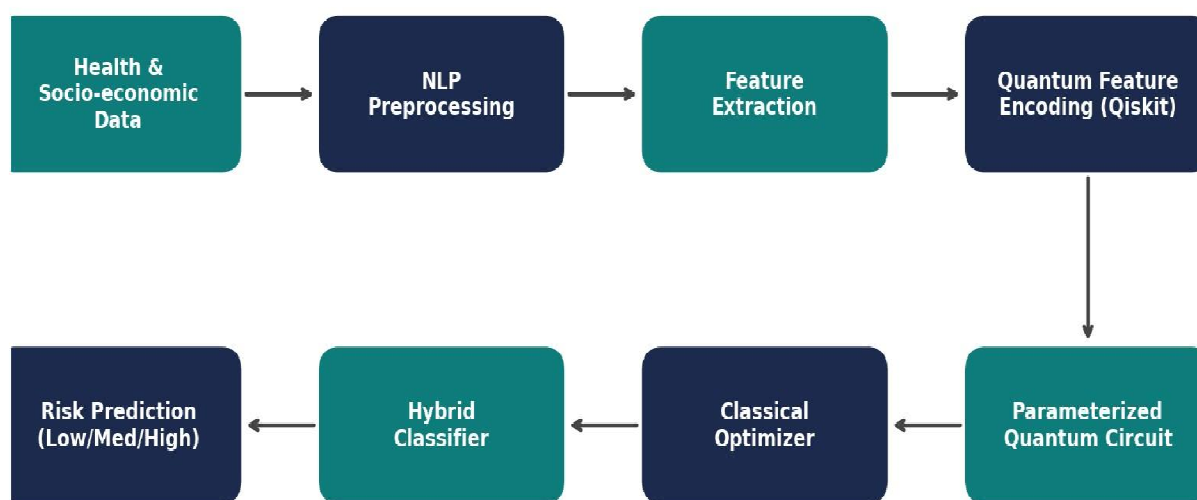 Health &
Socio-economic
Data
NLP
Preprocessing
Feature
Extraction
Quantum Feature
Encoding (Qiskit)
Risk Prediction
(Low/Med/High)
Hybrid
Classifier
Classical
Optimizer
Parameterized
Quantum Circuit